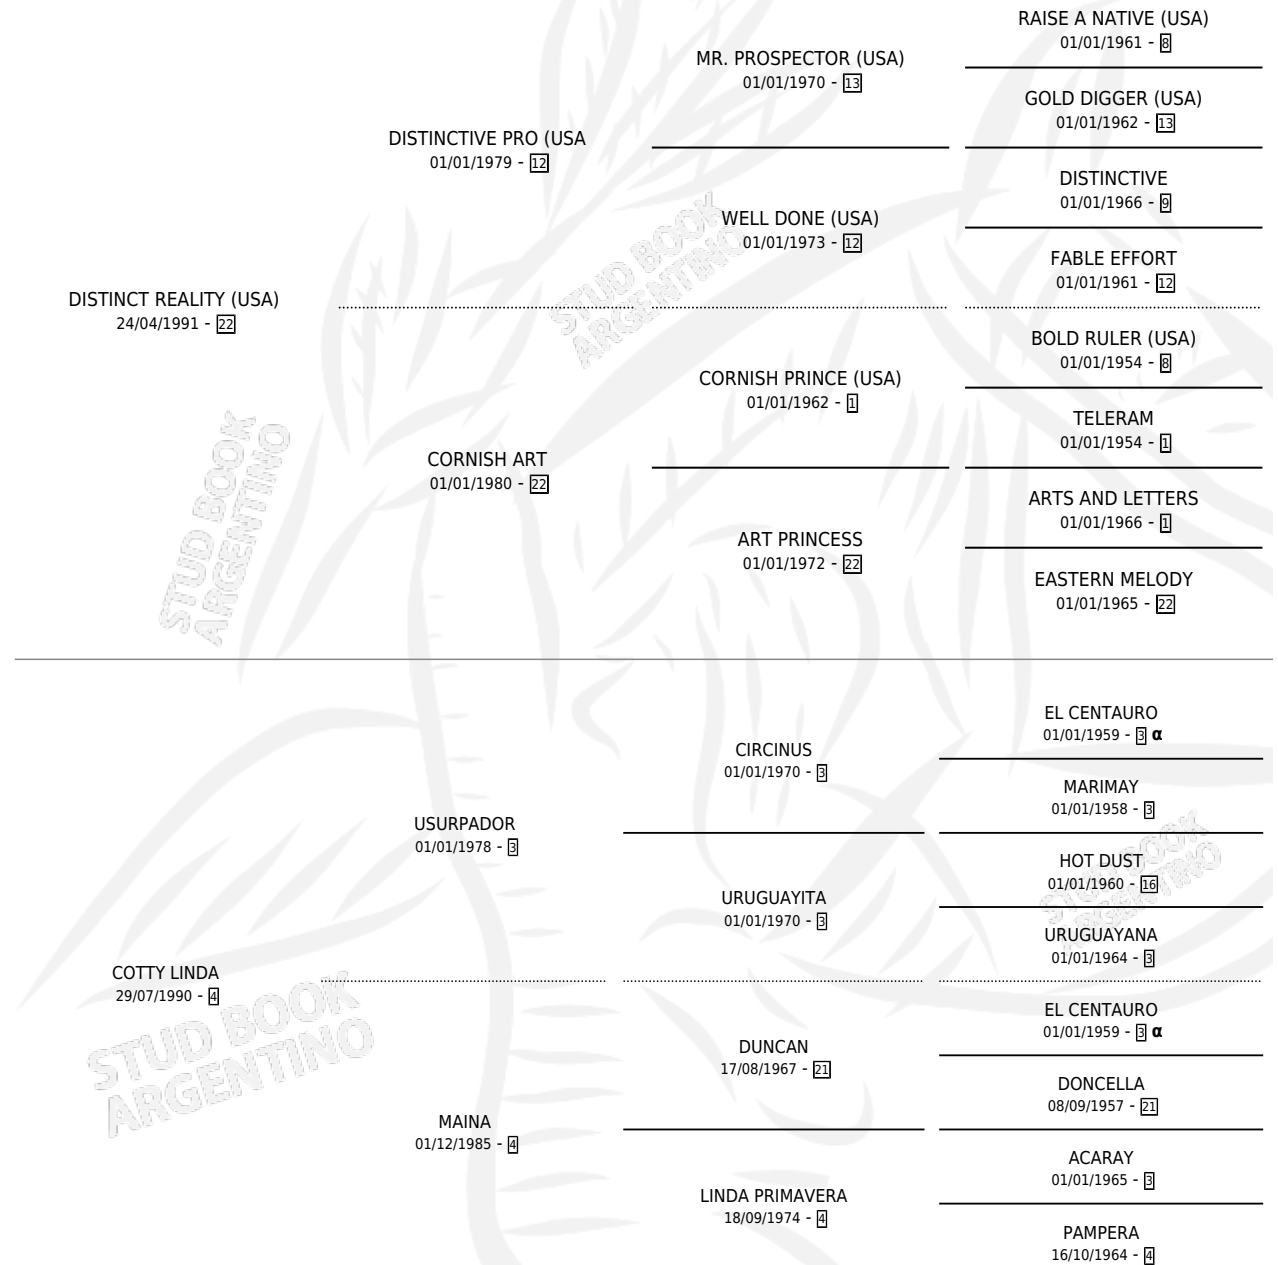 RAISE A NATIVE (USA)
01/01/1961 - 8
MR. PROSPECTOR (USA)
01/01/1970 - 13
GOLD DIGGER (USA)
01/01/1962 - 13
DISTINCTIVE PRO (USA
01/01/1979 - 12
DISTINCTIVE
01/01/1966 - 9
WELL DONE (USA)
01/01/1973 - 12
FABLE EFFORT
01/01/1961 - 12
DISTINCT REALITY (USA)
24/04/1991 - 22
BOLD RULER (USA)
01/01/1954 - 8
CORNISH PRINCE (USA)
01/01/1962 - 1
TELERAM
01/01/1954 - 1
CORNISH ART
01/01/1980 - 22
ARTS AND LETTERS
01/01/1966 - 1
ART PRINCESS
01/01/1972 - 22
EASTERN MELODY
01/01/1965 - 22
EL CENTAURO
01/01/1959 - 3 α
CIRCINUS
01/01/1970 - 3
MARIMAY
01/01/1958 - 3
USURPADOR
01/01/1978 - 3
HOT DUST
01/01/1960 - 16
URUGUAYITA
01/01/1970 - 3
URUGUAYANA
01/01/1964 - 3
COTTY LINDA
29/07/1990 - 4
EL CENTAURO
01/01/1959 - 3 α
DUNCAN
17/08/1967 - 21
DONCELLA
08/09/1957 - 21
MAINA
01/12/1985 - 4
ACARAY
01/01/1965 - 3
LINDA PRIMAVERA
18/09/1974 - 4
PAMPERA
16/10/1964 - 4
STUD BOOK
ARGENTINO
STUD BOOK
ARGENTINO
STUD BOOK
ARGENTINO
STUD BOOK
ARGENTINO